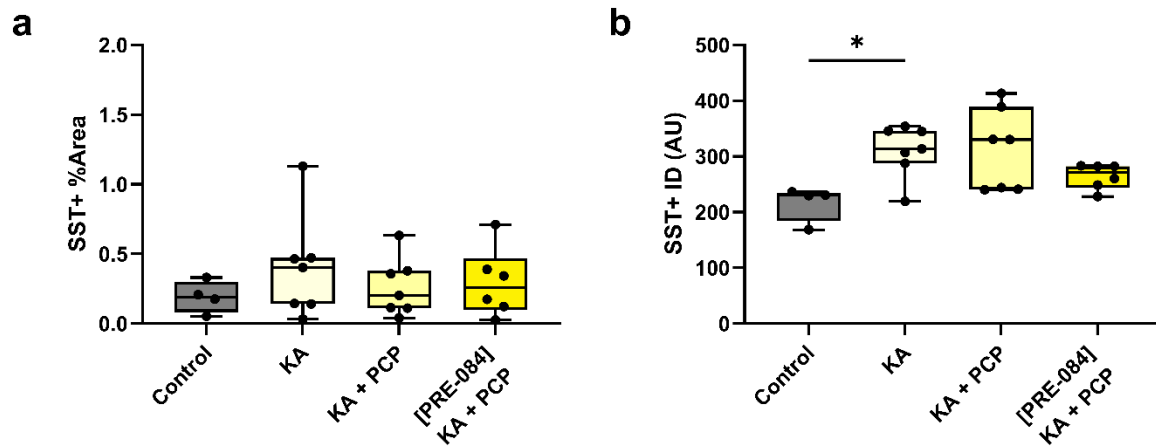 a
SST+ %Area
2.0
1.5
1.0
0.5
0.0
Control
KA
KA + PCP
[PRE-084]
KA + PCP
b
SST+ ID (AU)
500
400
300
200
100
0
*
Control
KA
KA + PCP
[PRE-084]
KA + PCP